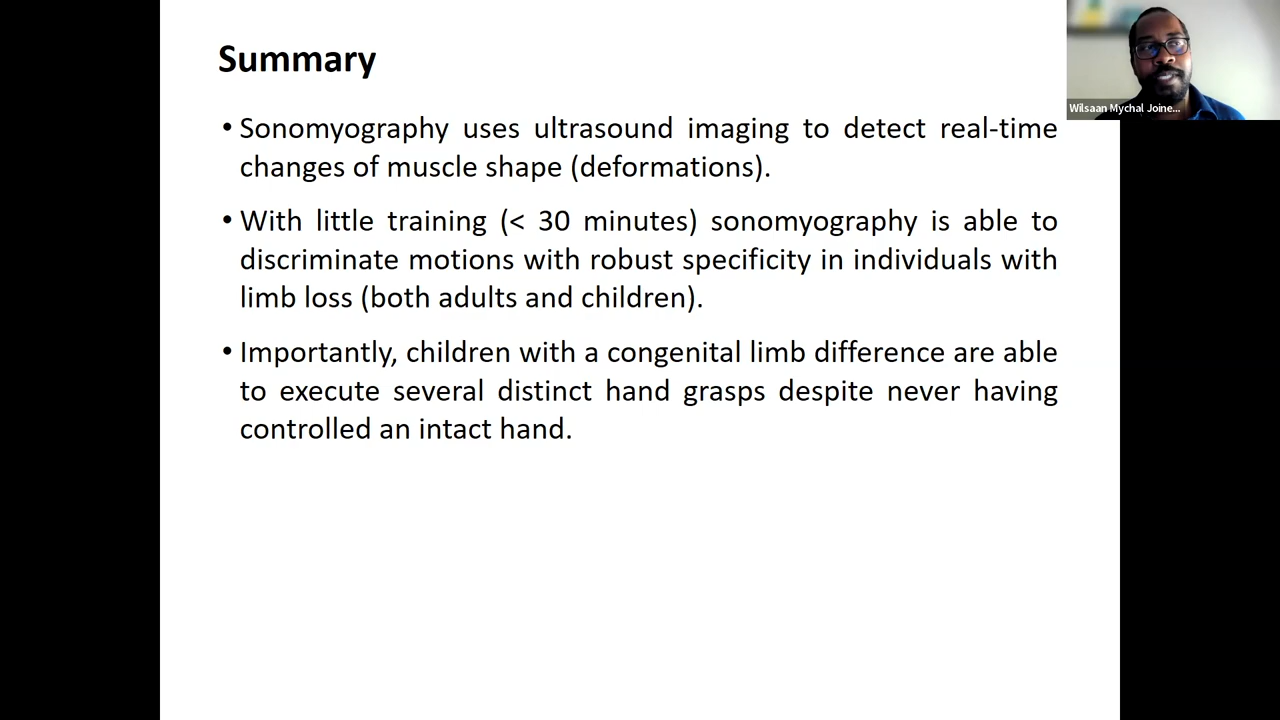 Summary
• Sonomyography uses ultrasound imaging to detect real-time
changes of muscle shape (deformations).
• With little training (< 30 minutes) sonomyography is able to
discriminate motions with robust specificity in individuals with
limb loss (both adults and children).
• Importantly, children with a congenital limb difference are able
to execute several distinct hand grasps despite never having
controlled an intact hand.
Wilsaan Mychal Joine...